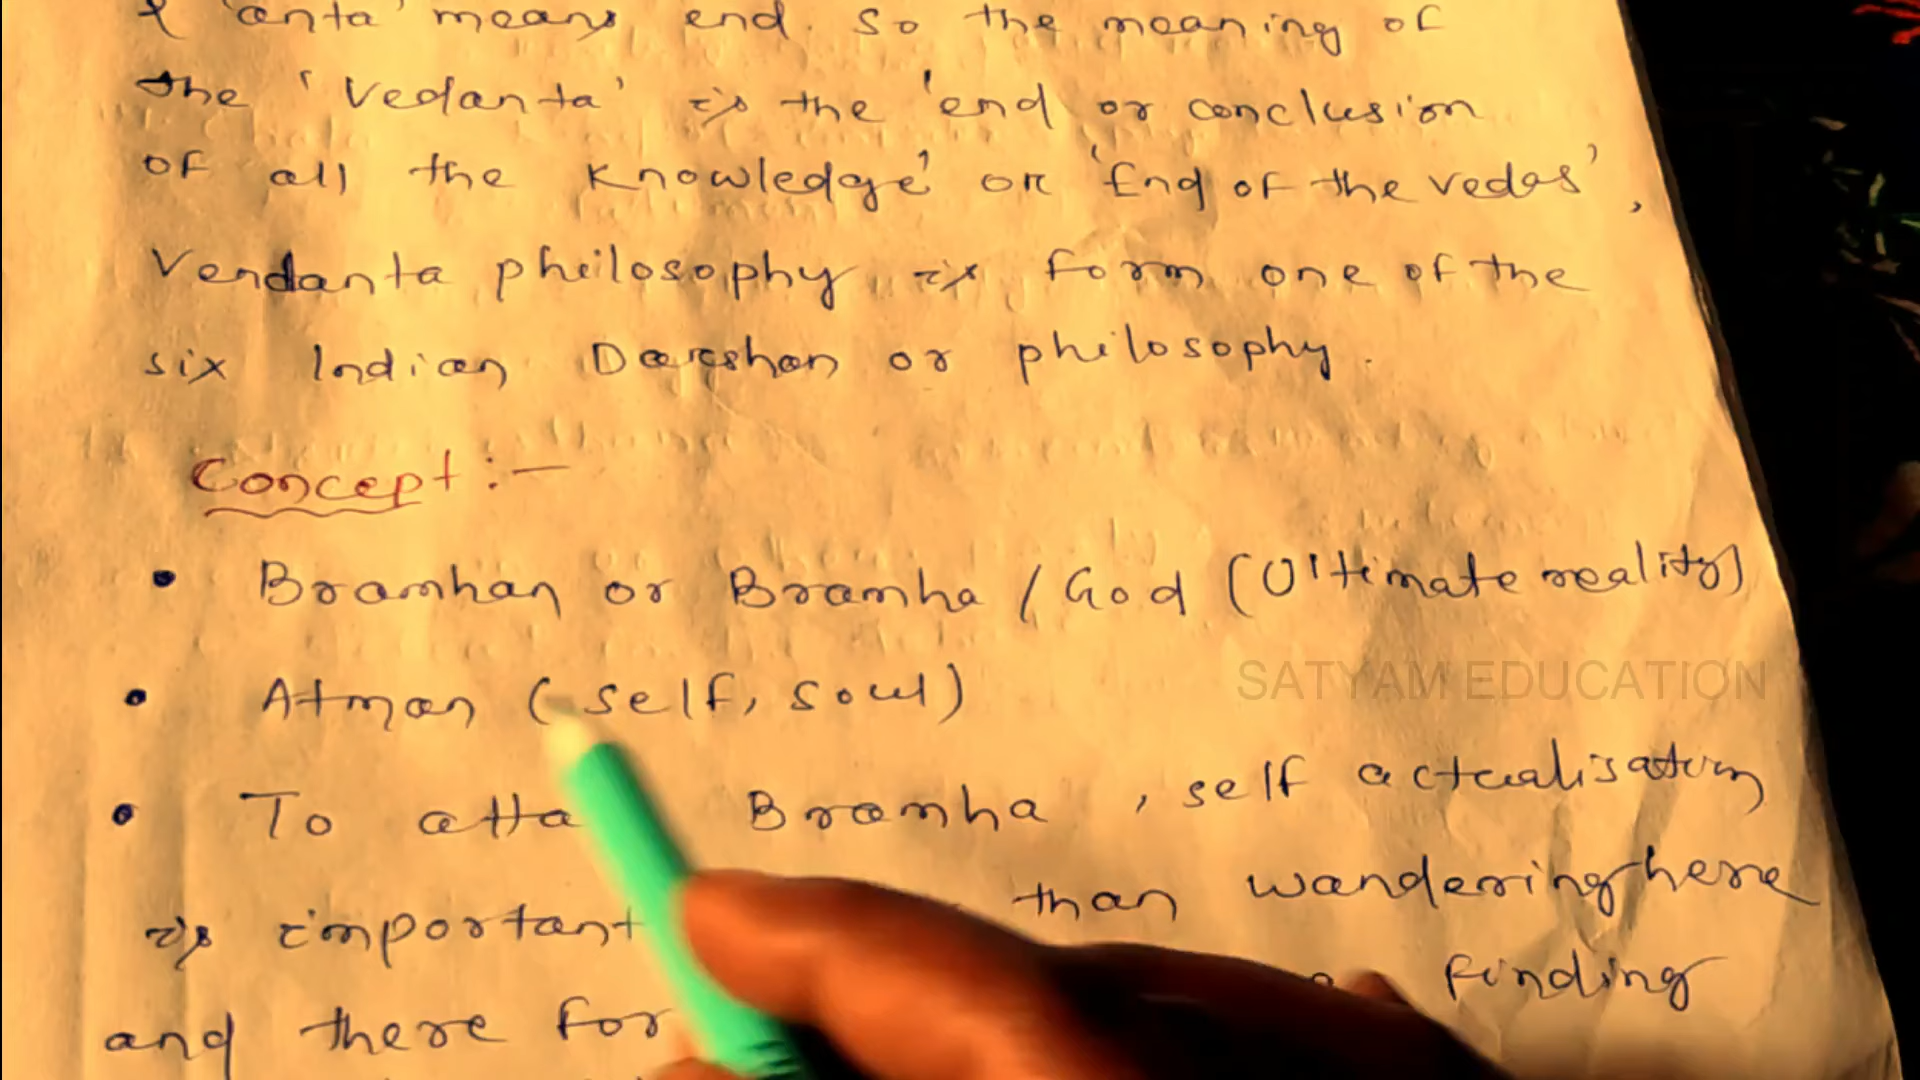 & 'anta' means end. so the meaning of
the 'Vedanta' is the 'end or conclusion
of all the knowledge' or 'End of the vedas',
Vendanta philosophy is form one of the
six Indian Darshan or philosophy.
Concept :-
• Bramhan or Bramha / God (Ultimate reality)
SATYAM EDUCATION
• Atman (self, soul)
• To atta Bramha, self actualisation
is important than wandering here
and there for finding